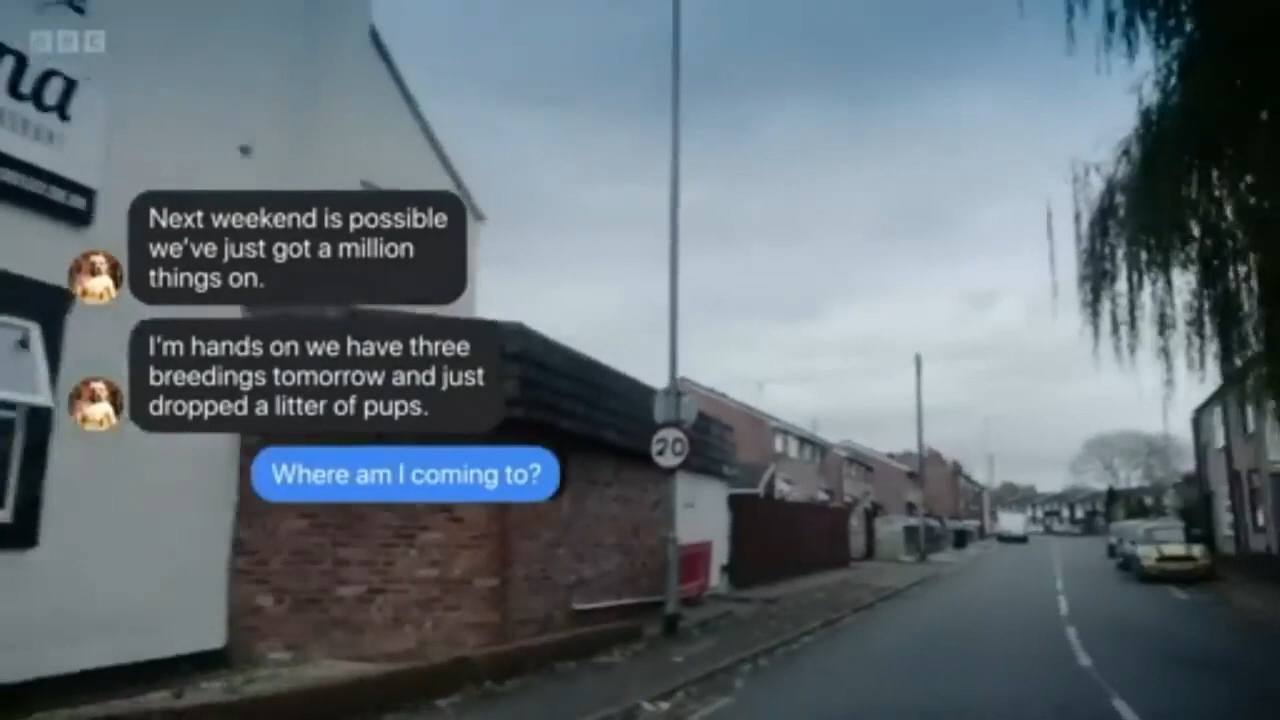 BBC
na
Next weekend is possible
we've just got a million
things on.
I'm hands on we have three
breedings tomorrow and just
dropped a litter of pups.
Where am I coming to?
20